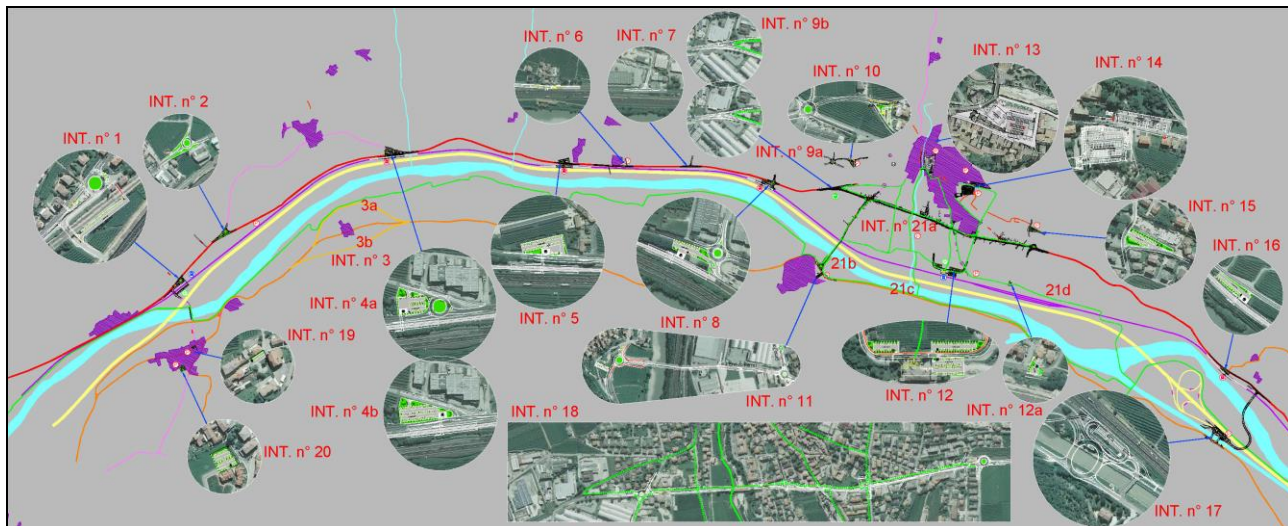 INT. n° 6
INT. n° 7
INT. n° 9b
INT. n° 10
INT. n° 13
INT. n° 14
INT. n° 2
INT. n° 1
INT. n° 9a
3a
3b
INT. n° 3
INT. n° 21a
INT. n° 15
INT. n° 16
21b
21c
21d
INT. n° 4a
INT. n° 5
INT. n° 8
INT. n° 19
INT. n° 11
INT. n° 12
INT. n° 12a
INT. n° 4b
INT. n° 18
INT. n° 20
INT. n° 17